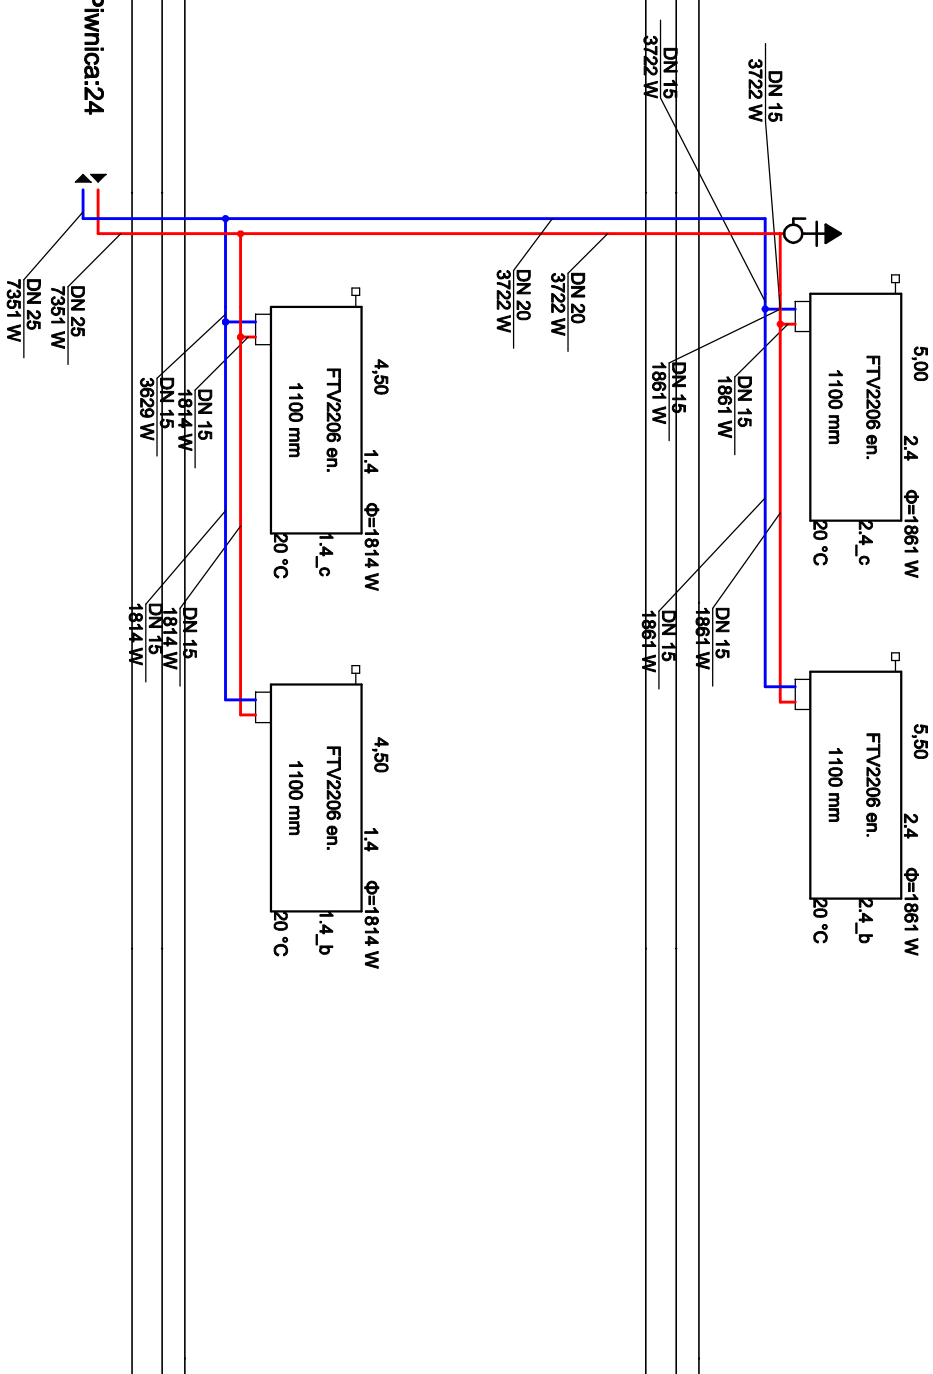 5,00
2.4 Φ=1861 W
FTV2206 en.
1100 mm
2.4_c
20 °C
5,50
2.4 Φ=1861 W
FTV2206 en.
1100 mm
2.4_b
20 °C
DN 15
3722 W
DN 15
3722 W
DN 15
1861 W
DN 15
1861 W
DN 15
1861 W
DN 15
1861 W
DN 20
3722 W
DN 20
3722 W
4,50
1.4 Φ=1814 W
FTV2206 en.
1100 mm
1.4_c
20 °C
4,50
1.4 Φ=1814 W
FTV2206 en.
1100 mm
1.4_b
20 °C
DN 15
1814 W
DN 15
3629 W
DN 15
1814 W
DN 15
1814 W
Piwnica:24
DN 25
7351 W
DN 25
7351 W